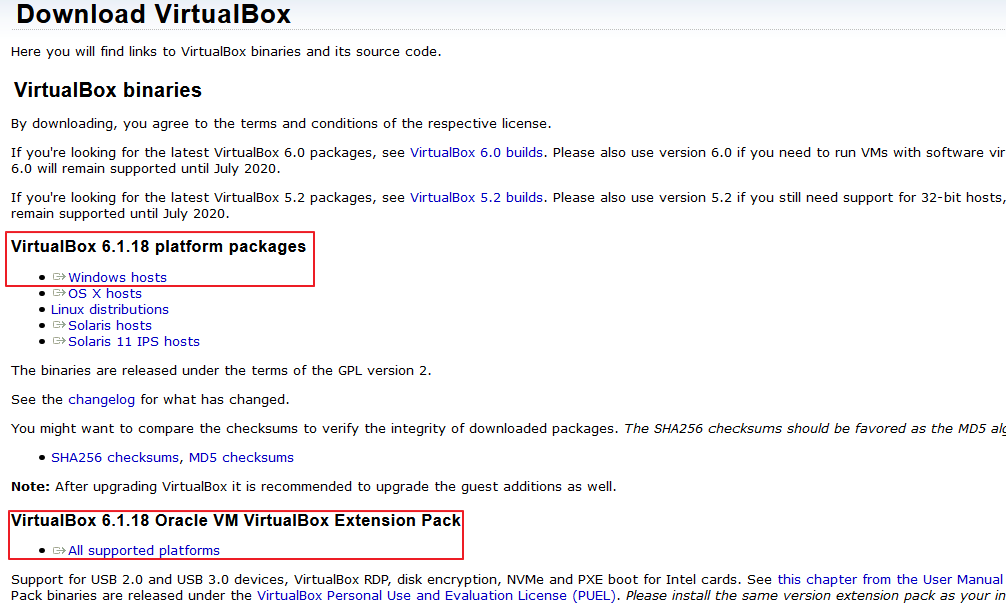 Download VirtualBox
Here you will find links to VirtualBox binaries and its source code.
VirtualBox binaries
By downloading, you agree to the terms and conditions of the respective license.
If you're looking for the latest VirtualBox 6.0 packages, see VirtualBox 6.0 builds. Please also use version 6.0 if you need to run VMs with software vir
6.0 will remain supported until July 2020.
If you're looking for the latest VirtualBox 5.2 packages, see VirtualBox 5.2 builds. Please also use version 5.2 if you still need support for 32-bit hosts,
remain supported until July 2020.
VirtualBox 6.1.18 platform packages
Windows hosts
OS X hosts
Linux distributions
Solaris hosts
Solaris 11 IPS hosts
The binaries are released under the terms of the GPL version 2.
See the changelog for what has changed.
You might want to compare the checksums to verify the integrity of downloaded packages. The SHA256 checksums should be favored as the MD5 alg
SHA256 checksums, MD5 checksums
Note: After upgrading VirtualBox it is recommended to upgrade the guest additions as well.
VirtualBox 6.1.18 Oracle VM VirtualBox Extension Pack
All supported platforms
Support for USB 2.0 and USB 3.0 devices, VirtualBox RDP, disk encryption, NVMe and PXE boot for Intel cards. See this chapter from the User Manual
Pack binaries are released under the VirtualBox Personal Use and Evaluation License (PUEL). Please install the same version extension pack as your in